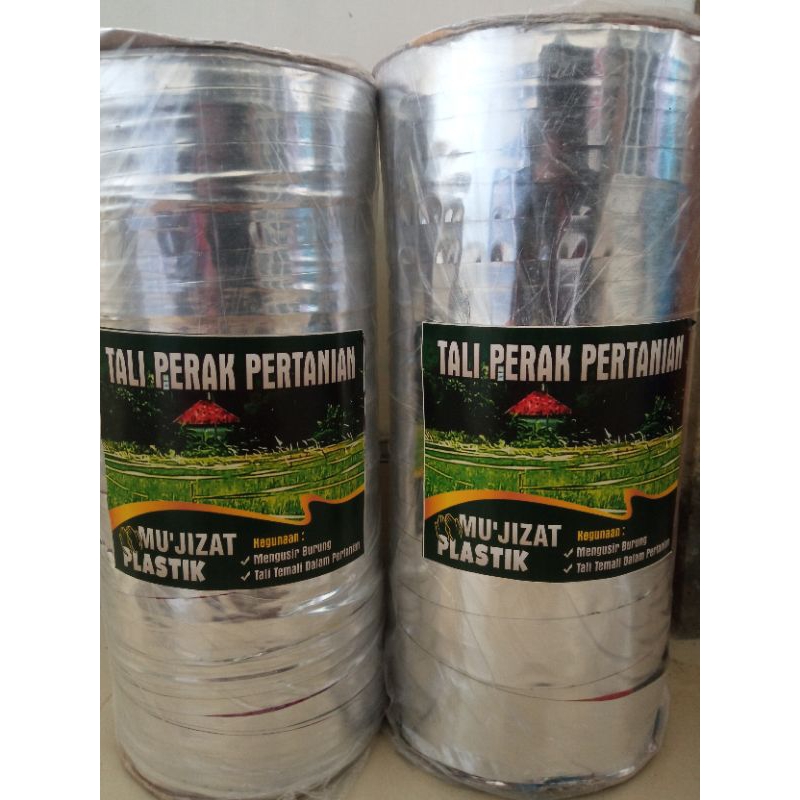 TALI PERAK PERTANIAN
MU'JIZAT
PLASTIK
Kegunaan :
✓ Mengusir Burung
✓ Tali Temali Dalam Pertanian
TALI PERAK PERTANIAN
MU'JIZAT
PLASTIK
Kegunaan :
✓ Mengusir Burung
✓ Tali Temali Dalam Pertanian